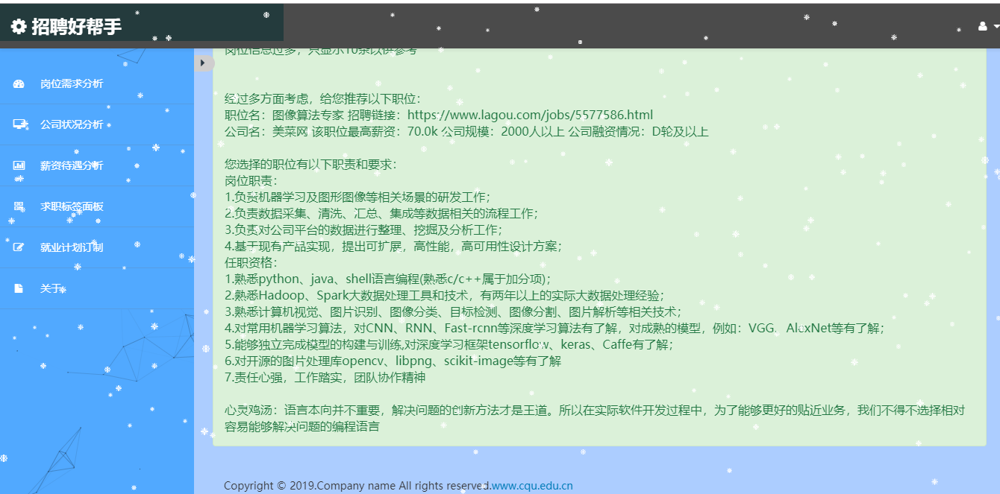 招聘好帮手
岗位需求分析
公司状况分析
薪资待遇分析
求职标签面板
就业计划订制
关于
岗位信息过多，只显示10条以供参考
经过多方面考虑，给您推荐以下职位：
职位名：图像算法专家 招聘链接：https://www.lagou.com/jobs/5577586.html
公司名：美菜网 该职位最高薪资：70.0k 公司规模：2000人以上 公司融资情况：D轮及以上
您选择的职位有以下职责和要求：
岗位职责：
1.负责机器学习及图形图像等相关场景的研发工作；
2.负责数据采集、清洗、汇总、集成等数据相关的流程工作；
3.负责对公司平台的数据进行整理、挖掘及分析工作；
4.基于现有产品实现，提出可扩展，高性能，高可用性设计方案；
任职资格：
1.熟悉python、java、shell语言编程(熟悉c/c++属于加分项)；
2.熟悉Hadoop、Spark大数据处理工具和技术，有两年以上的实际大数据处理经验；
3.熟悉计算机视觉、图片识别、图像分类、目标检测、图像分割、图片解析等相关技术；
4.对常用机器学习算法，对CNN、RNN、Fast-rcnn等深度学习算法有了解，对成熟的模型，例如：VGG、AlexNet等有了解；
5.能够独立完成模型的构建与训练,对深度学习框架tensorflow、keras、Caffe有了解；
6.对开源的图片处理库opencv、libpng、scikit-image等有了解
7.责任心强，工作踏实，团队协作精神
心灵鸡汤：语言本向并不重要，解决问题的创新方法才是王道。所以在实际软件开发过程中，为了能够更好的贴近业务，我们不得不选择相对
容易能够解决问题的编程语言
Copyright © 2019.Company name All rights reserved.www.cqu.edu.cn